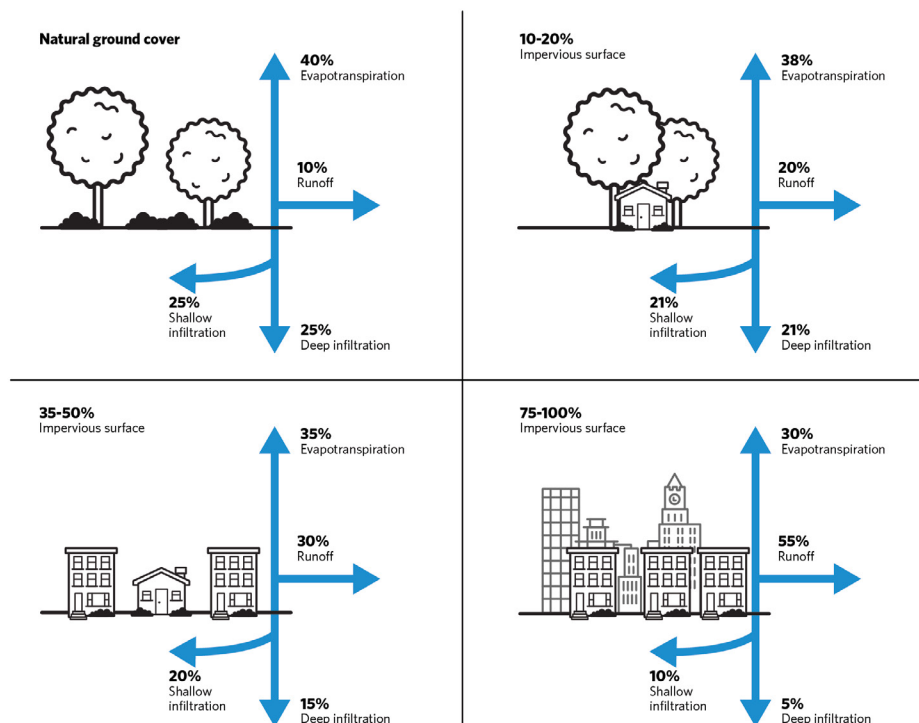 Natural ground cover
40%
Evapotranspiration
10%
Runoff
25%
Shallow
infiltration
25%
Deep infiltration
10-20%
Impervious surface
38%
Evapotranspiration
20%
Runoff
21%
Shallow
infiltration
21%
Deep infiltration
35-50%
Impervious surface
35%
Evapotranspiration
30%
Runoff
20%
Shallow
infiltration
15%
Deep infiltration
75-100%
Impervious surface
30%
Evapotranspiration
55%
Runoff
10%
Shallow
infiltration
5%
Deep infiltration